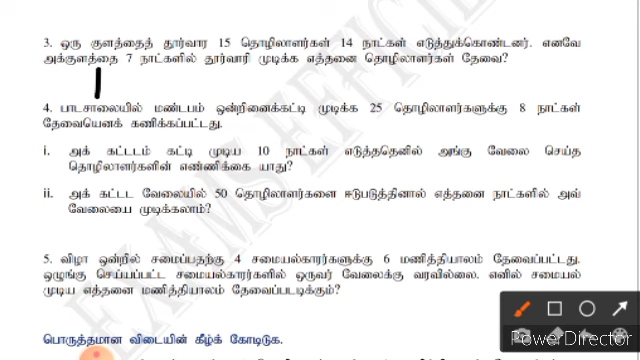 3. ஒரு குளத்தைத் தூர்வார 15 தொழிலாளர்கள் 14 நாட்கள் எடுத்துக்கொண்டனர். எனவே
அக்குளத்தை 7 நாட்களில் தூர்வாரி முடிக்க எத்தனை தொழிலாளர்கள் தேவை?
4. பாடசாலையில் மண்டபம் ஒன்றினைக்கட்டி முடிக்க 25 தொழிலாளர்களுக்கு 8 நாட்கள்
தேவையெனக் கணிக்கப்பட்டது.
i. அக் கட்டடம் கட்டி முடிய 10 நாட்கள் எடுத்ததெனில் அங்கு வேலை செய்த
தொழிலாளர்களின் எண்ணிக்கை யாது?
ii. அக் கட்டட வேலையில் 50 தொழிலாளர்களை ஈடுபடுத்தினால் எத்தனை நாட்களில் அவ்
வேலையை முடிக்கலாம்?
5. விழா ஒன்றில் சமைப்பதற்கு 4 சமையல்காரர்களுக்கு 6 மணித்தியாலம் தேவைப்பட்டது.
ஒழுங்கு செய்யப்பட்ட சமையல்காரர்களில் ஒருவர் வேலைக்கு வரவில்லை. எனில் சமையல்
முடிய எத்தனை மணித்தியாலம் தேவைப்படடிக்கும்?
பொருத்தமான விடையின் கீழ்க் கோடிடுக.
EXAMS EFFICIENT
PowerDirector